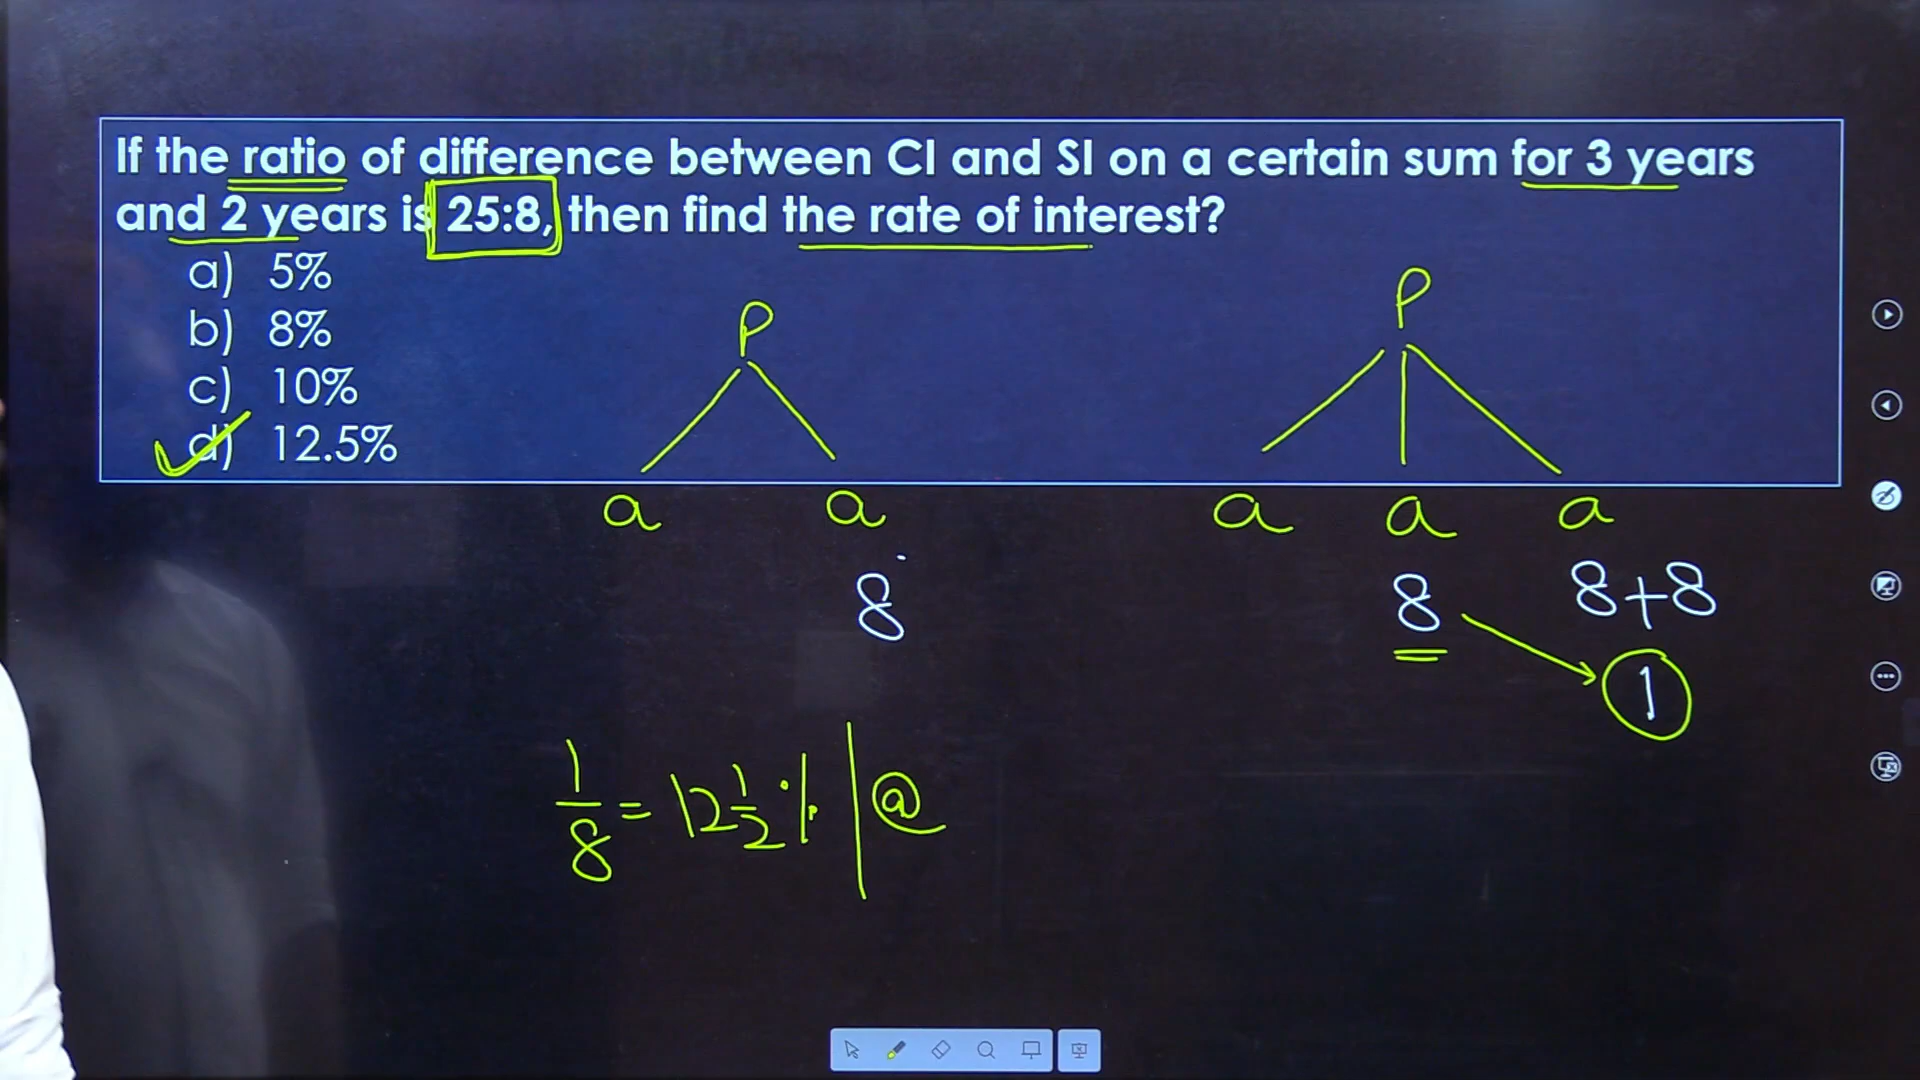 If the ratio of difference between CI and SI on a certain sum for 3 years
and 2 years is 25:8, then find the rate of interest?
a) 5%
b) 8%
c) 10%
d) 12.5%
P
P
a a
a a a
8
8 8+8
1
1/8 = 12 1/2 % | @